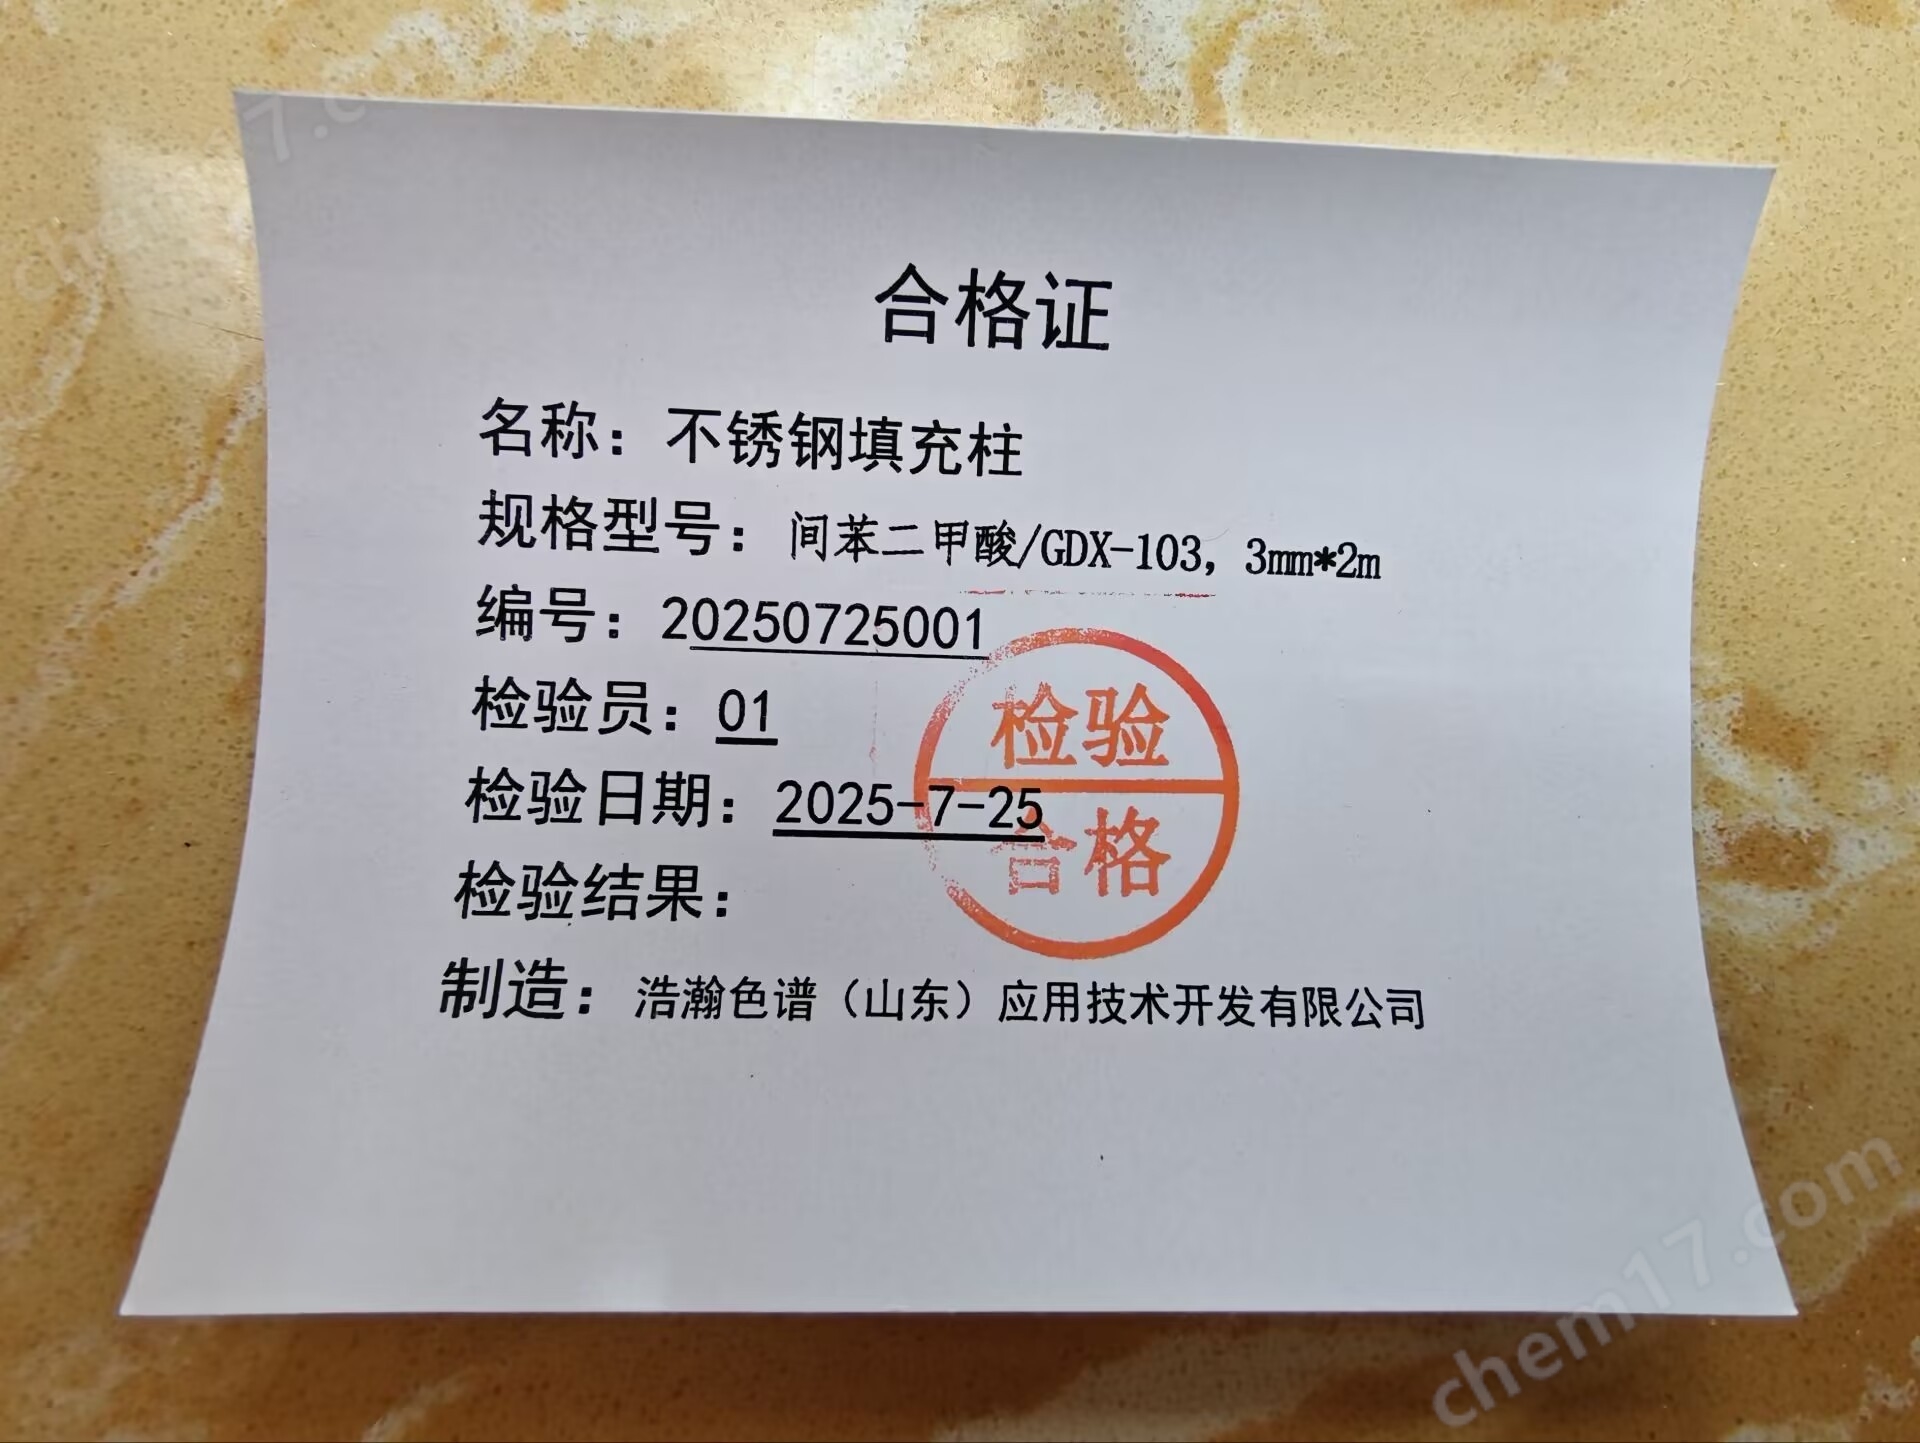 合格证
名称：不锈钢填充柱
规格型号：间苯二甲酸/GDX-103，3mm*2m
编号：20250725001
检验员：01
检验
检验日期：2025-7-25
合格
检验结果：
制造：浩瀚色谱（山东）应用技术开发有限公司
chem17.com